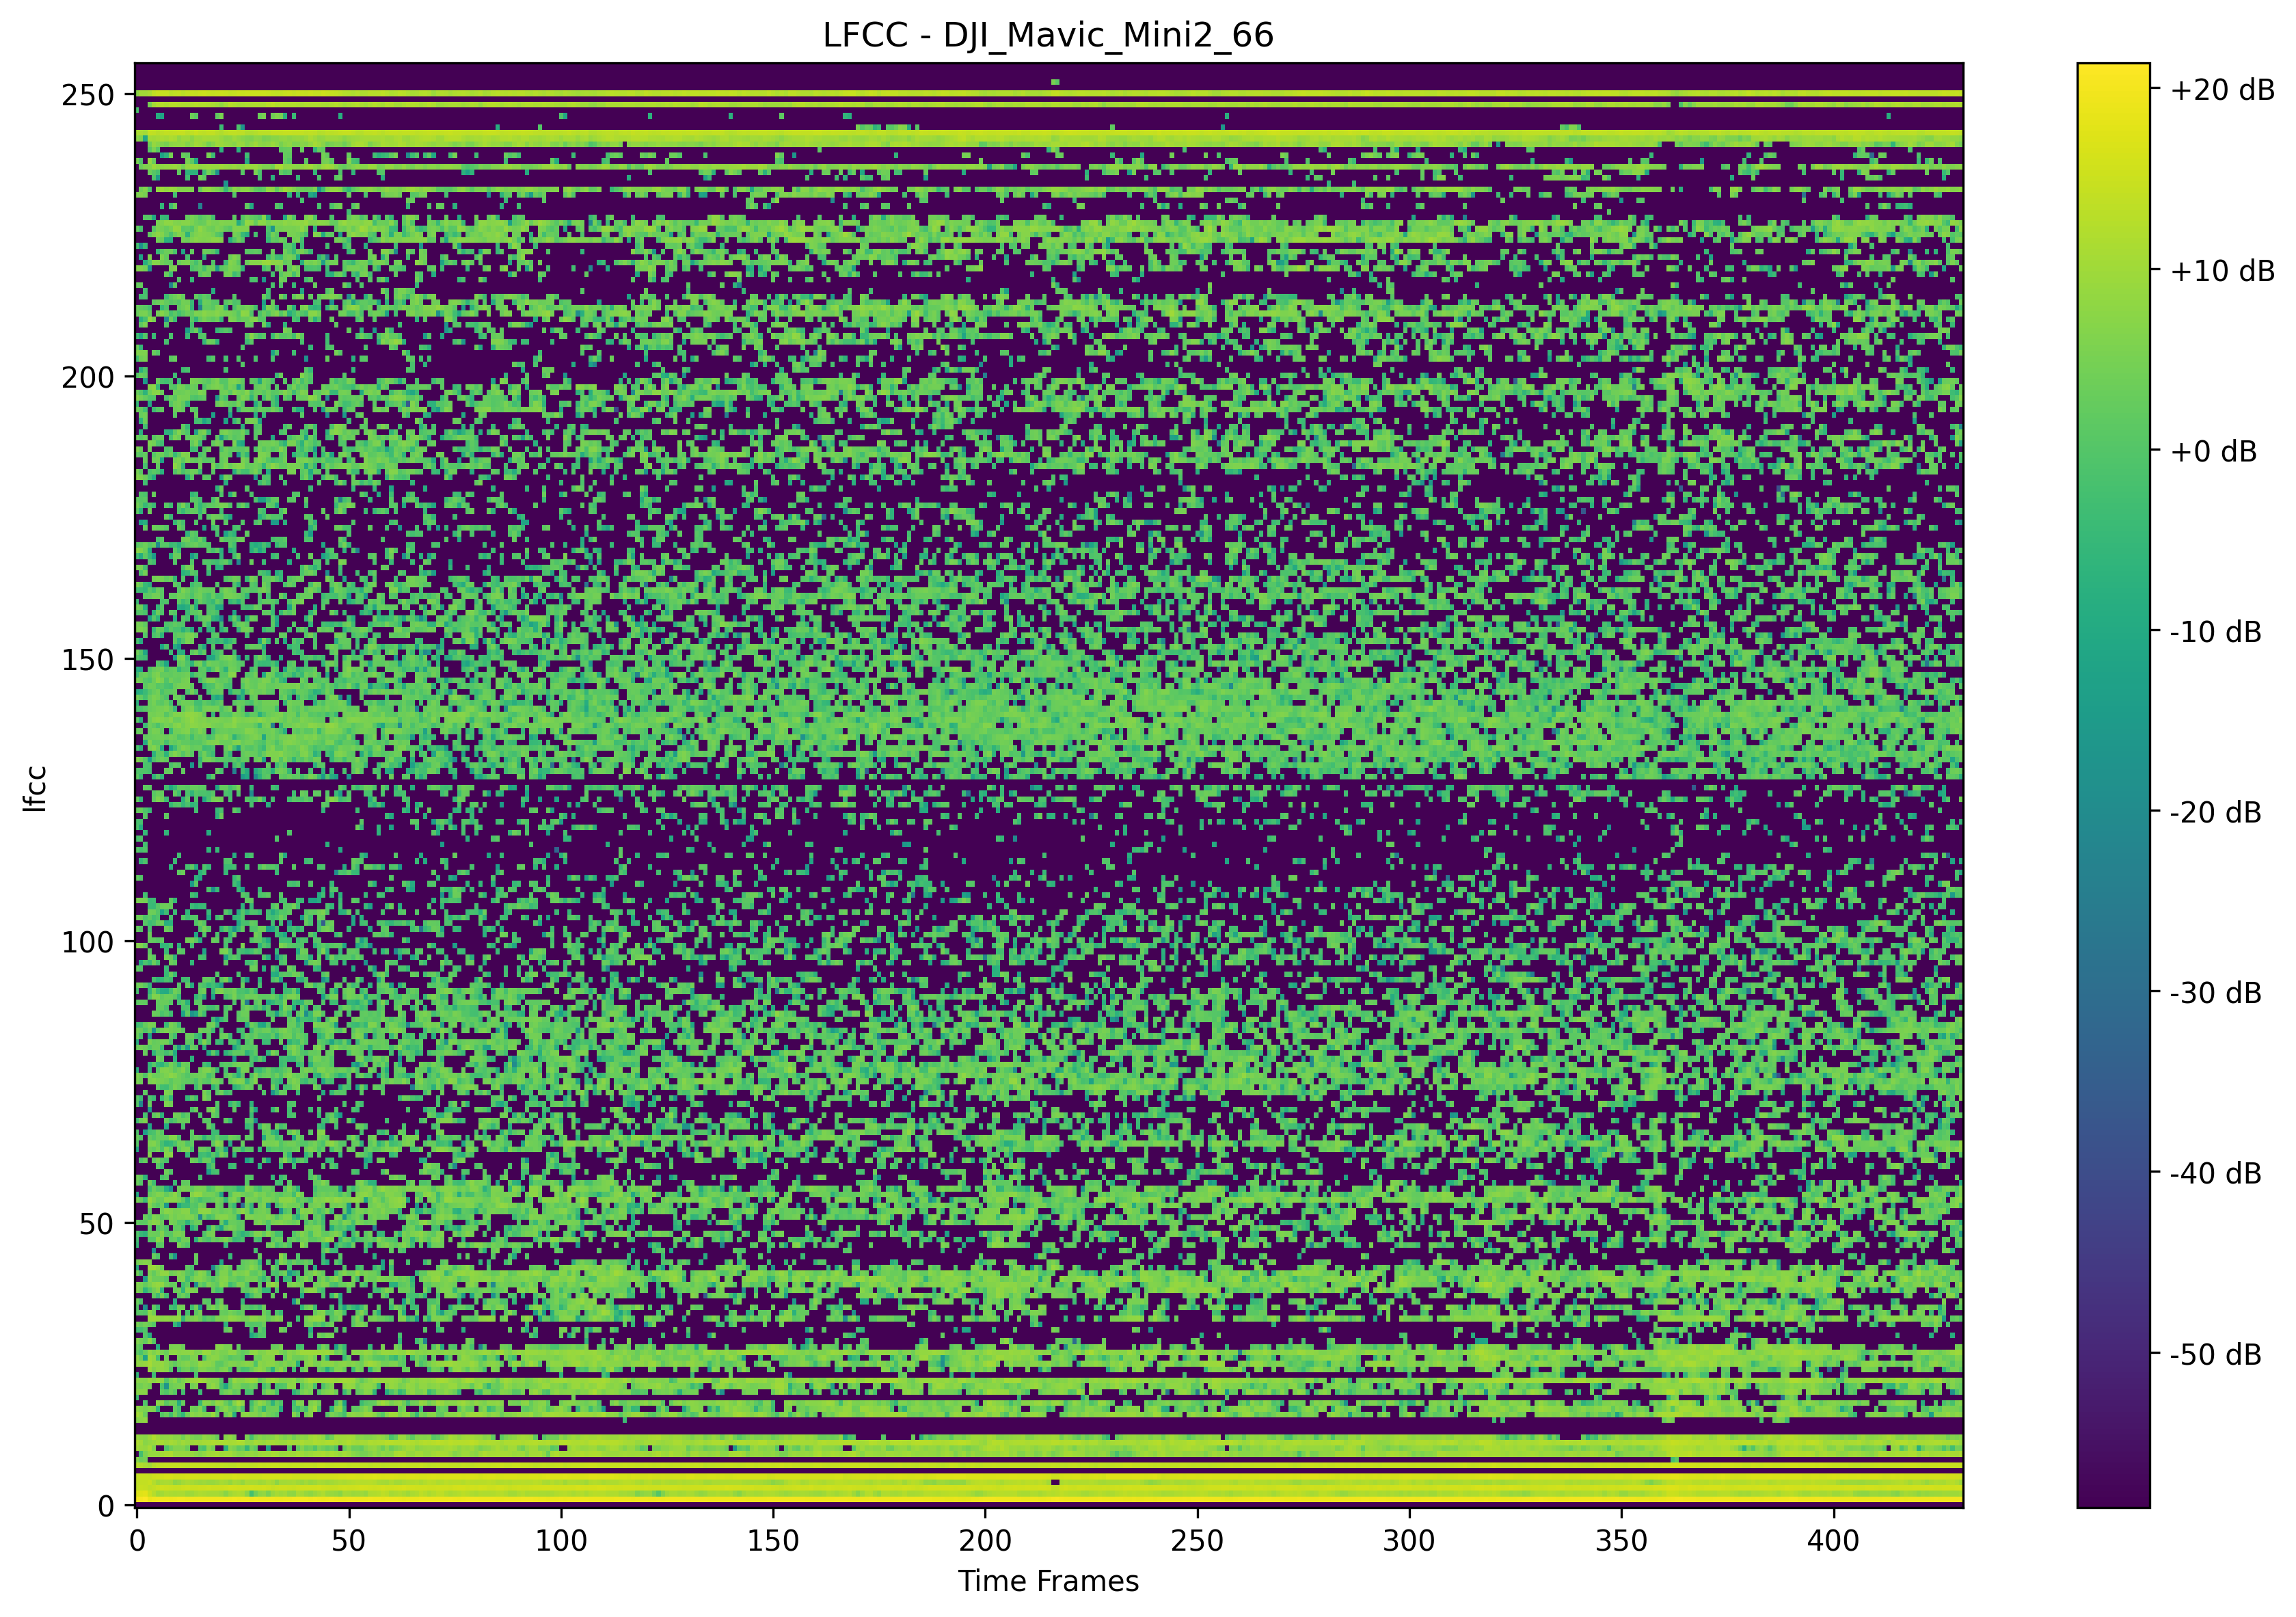 LFCC - DJI_Mavic_Mini2_66
lfcc
250
200
150
100
50
0
0 50 100 150 200 250 300 350 400
Time Frames
+20 dB
+10 dB
+0 dB
-10 dB
-20 dB
-30 dB
-40 dB
-50 dB